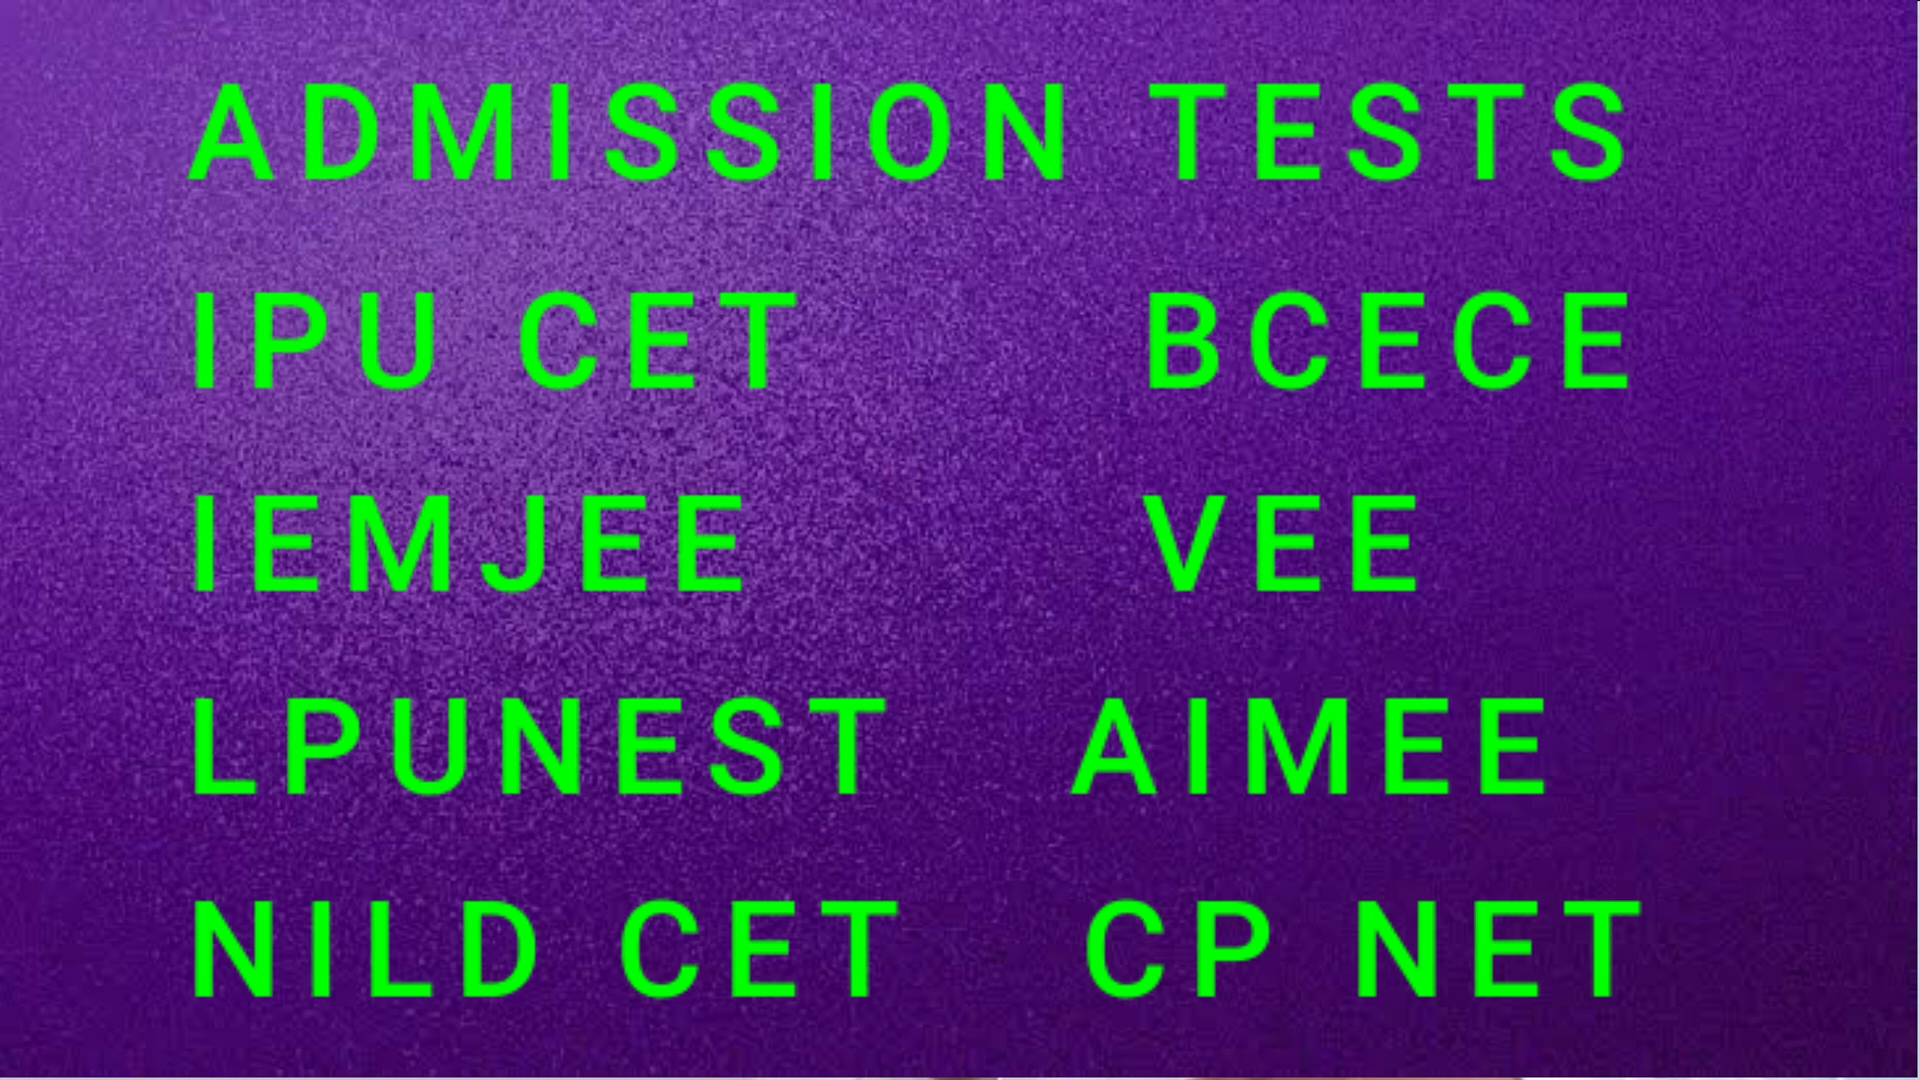 ADMISSION TESTS
IPU CET BCECE
IEMJEE VEE
LPUNEST AIMEE
NILD CET CP NET